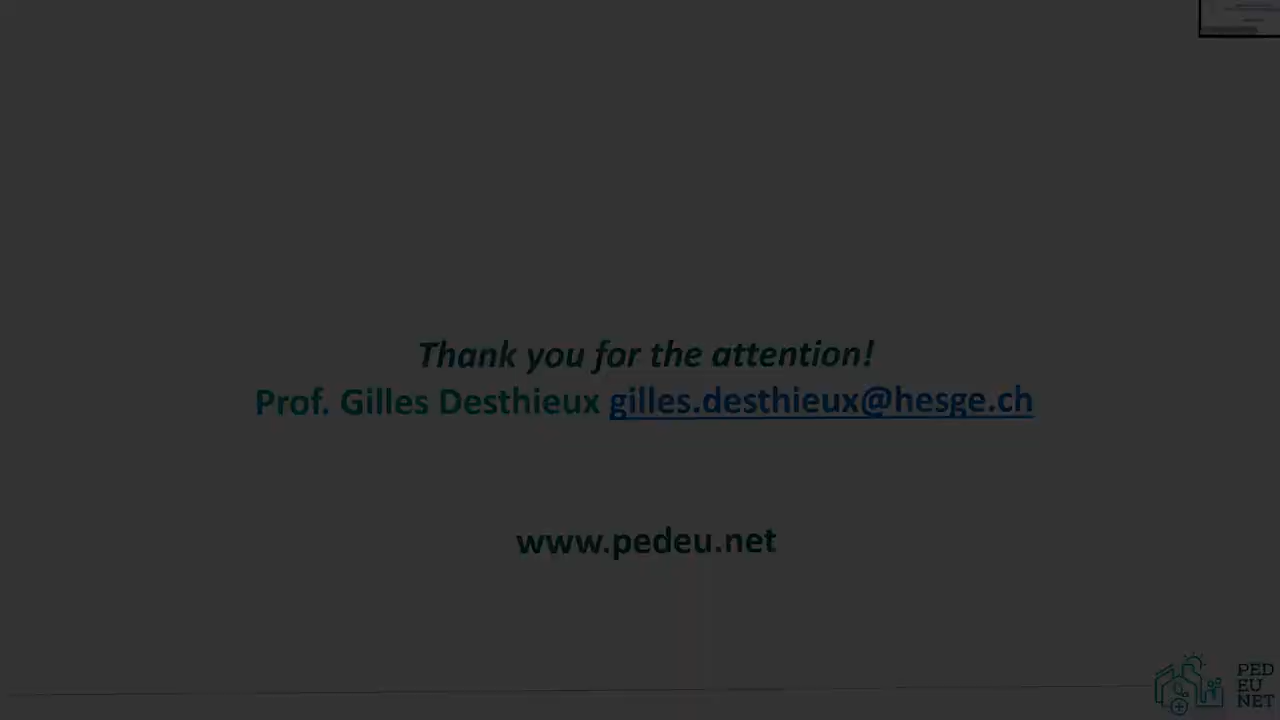 Thank you for the attention!
Prof. Gilles Desthieux gilles.desthieux@hesge.ch
www.pedeu.net
PED
EU
NET